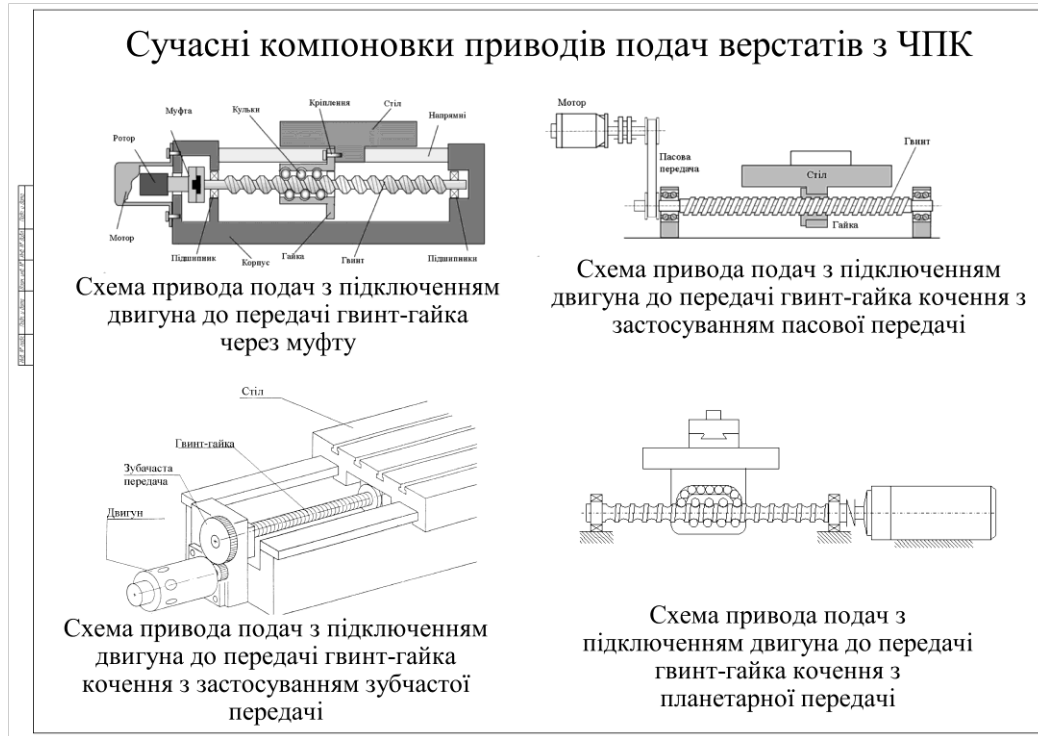 Сучасні компоновки приводів подач верстатів з ЧПК
Муфта
Кульки
Кріплення
Стіл
Напрямні
Ротор
Мотор
Підшипник
Корпус
Гайка
Гвинт
Підшипники
Схема привода подач з підключенням
двигуна до передачі гвинт-гайка
через муфту
Мотор
Пасова
передача
Гвинт
Стіл
Гайка
Схема привода подач з підключенням
двигуна до передачі гвинт-гайка кочення з
застосуванням пасової передачі
Стіл
Гвинт-гайка
Зубачаста
передача
Двигун
Схема привода подач з підключенням
двигуна до передачі гвинт-гайка
кочення з застосуванням зубчастої
передачі
Схема привода подач з
підключенням двигуна до передачі
гвинт-гайка кочення з
планетарної передачі